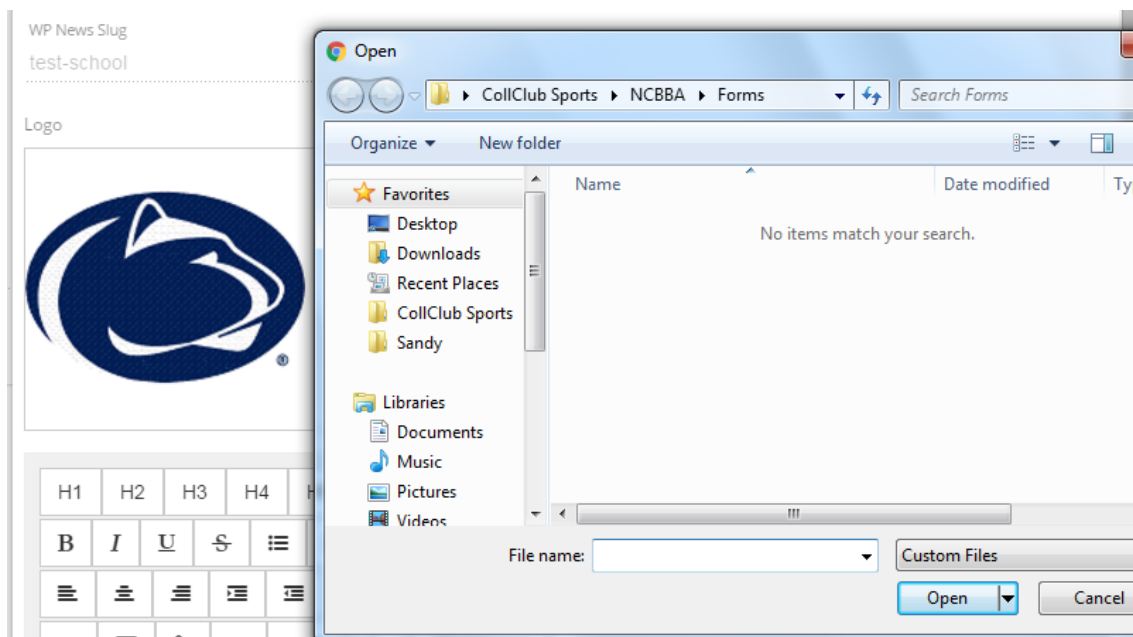 WP News Slug
test-school
Logo
H1 H2 H3 H4
B I U S
Open
CollClub Sports NCBBA Forms
Search Forms
Organize New folder
Name Date modified Ty
No items match your search.
Favorites
Desktop
Downloads
Recent Places
CollClub Sports
Sandy
Libraries
Documents
Music
Pictures
Videos
File name: Custom Files
Open Cancel